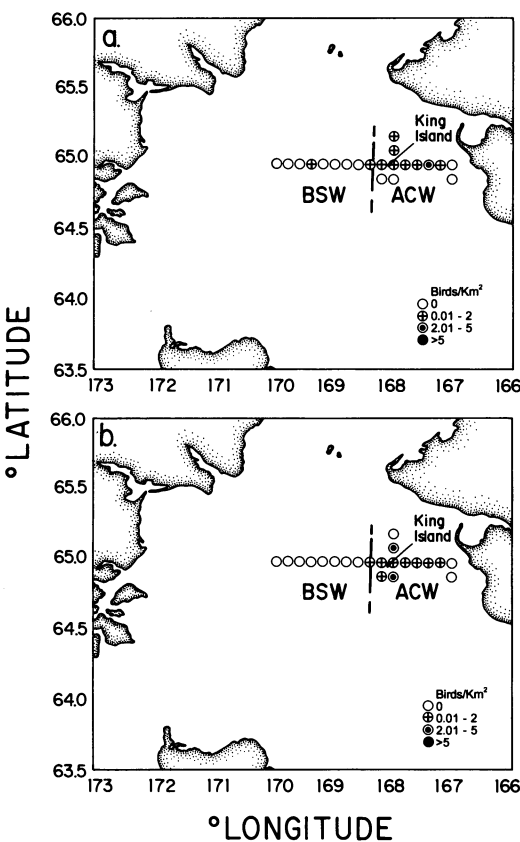 66.0
a.
65.5
King
Island
65.0
BSW
ACW
64.5
64.0
Birds/Km²
0
0.01 - 2
2.01 - 5
>5
63.5
173 172 171 170 169 168 167 166
°LATITUDE
66.0
b.
65.5
King
Island
65.0
BSW
ACW
64.5
64.0
Birds/Km²
0
0.01 - 2
2.01 - 5
>5
63.5
173 172 171 170 169 168 167 166
°LONGITUDE